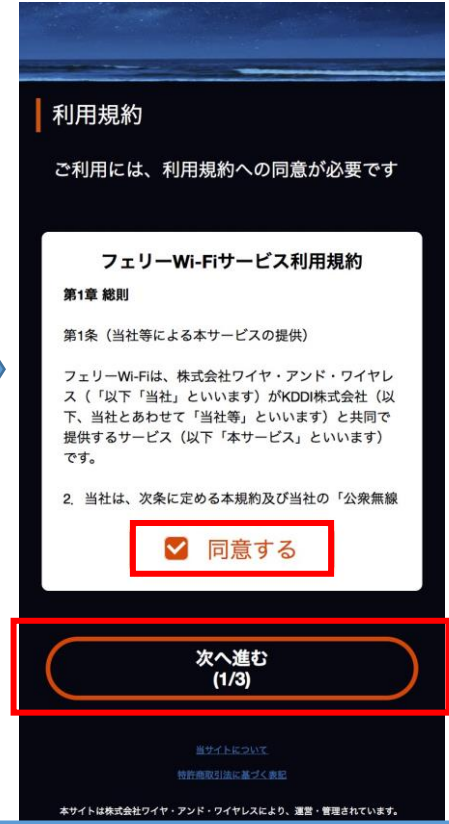 利用規約
ご利用には、利用規約への同意が必要です
フェリーWi-Fiサービス利用規約
第1章 総則
第1条（当社等による本サービスの提供）
フェリーWi-Fiは、株式会社ワイヤ・アンド・ワイヤレ
ス（「以下「当社」といいます）がKDDI株式会社（以
下、当社とあわせて「当社等」といいます）と共同で
提供するサービス（以下「本サービス」といいます）
です。
2．当社は、次条に定める本規約及び当社の「公衆無線
同意する
次へ進む
(1/3)
当サイトについて
特許商取引法に基づく表記
本サイトは株式会社ワイヤ・アンド・ワイヤレスにより、運営・管理されています。